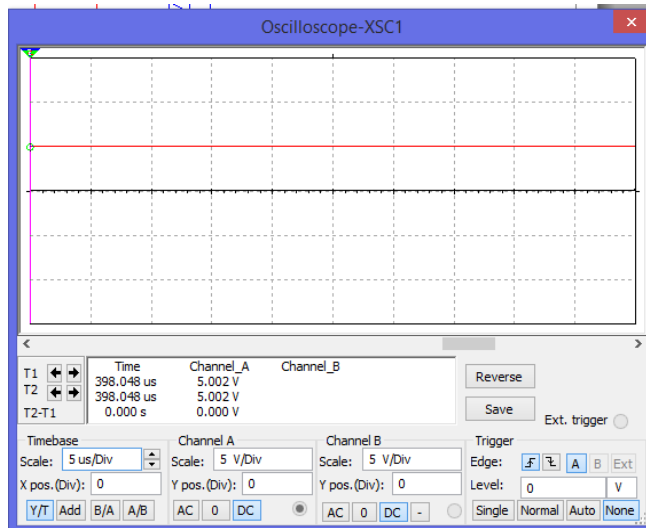 Oscilloscope-XSC1
T1
T2
T2-T1
Time Channel_A Channel_B
398.048 us 5.002 V
398.048 us 5.002 V
0.000 s 0.000 V
Reverse
Save
Ext. trigger
Timebase
Scale: 5 us/Div
X pos.(Div): 0
Y/T Add B/A A/B
Channel A
Scale: 5 V/Div
Y pos.(Div): 0
AC 0 DC
Channel B
Scale: 5 V/Div
Y pos.(Div): 0
AC 0 DC -
Trigger
Edge: A B Ext
Level: 0 V
Single Normal Auto None